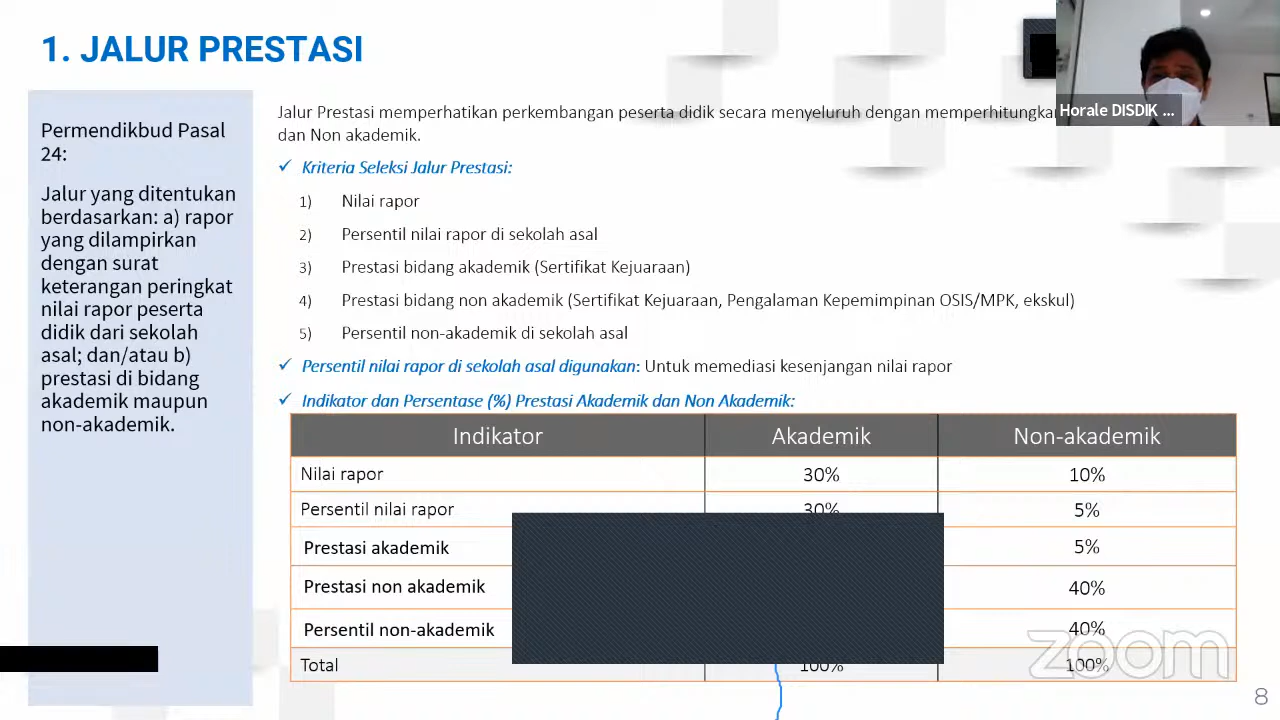 1. JALUR PRESTASI
Permendikbud Pasal
24:
Jalur yang ditentukan
berdasarkan: a) rapor
yang dilampirkan
dengan surat
keterangan peringkat
nilai rapor peserta
didik dari sekolah
asal; dan/atau b)
prestasi di bidang
akademik maupun
non-akademik.
Jalur Prestasi memperhatikan perkembangan peserta didik secara menyeluruh dengan memperhitungkan
dan Non akademik.
✓ Kriteria Seleksi Jalur Prestasi:
1) Nilai rapor
2) Persentil nilai rapor di sekolah asal
3) Prestasi bidang akademik (Sertifikat Kejuaraan)
4) Prestasi bidang non akademik (Sertifikat Kejuaraan, Pengalaman Kepemimpinan OSIS/MPK, ekskul)
5) Persentil non-akademik di sekolah asal
✓ Persentil nilai rapor di sekolah asal digunakan: Untuk memediasi kesenjangan nilai rapor
✓ Indikator dan Persentase (%) Prestasi Akademik dan Non Akademik:
Indikator Akademik Non-akademik
Nilai rapor 30% 10%
Persentil nilai rapor 30% 5%
Prestasi akademik 5%
Prestasi non akademik 40%
Persentil non-akademik 40%
Total 100% 100%
Horale DISDIK ...
zoom
8